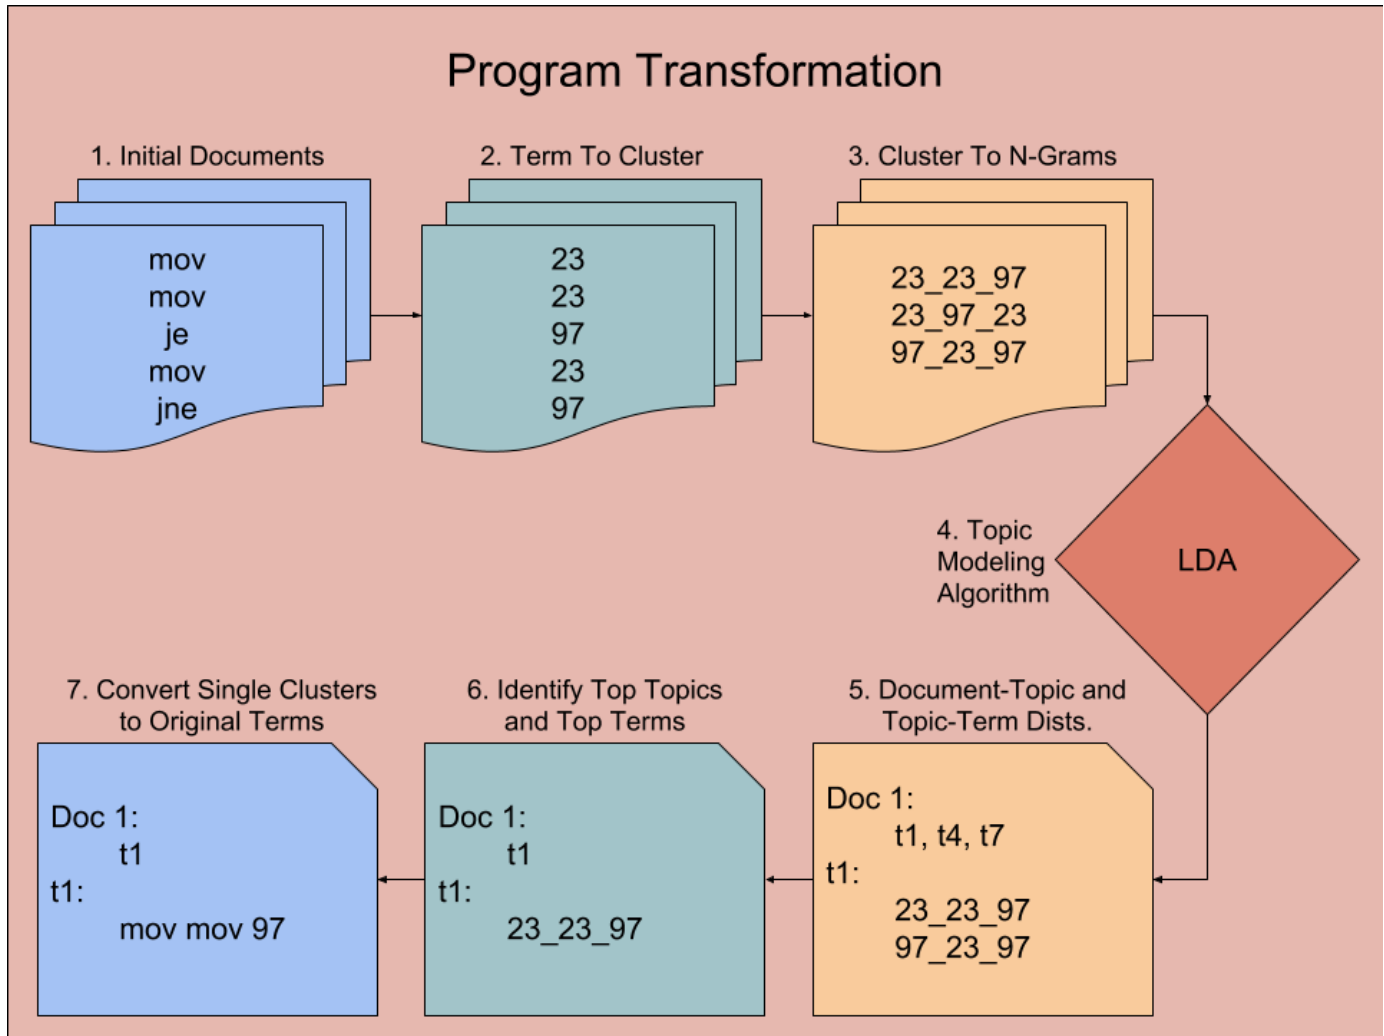 Program Transformation
1. Initial Documents
mov
mov
je
mov
jne
2. Term To Cluster
23
23
97
23
97
3. Cluster To N-Grams
23_23_97
23_97_23
97_23_97
4. Topic
Modeling
Algorithm
LDA
5. Document-Topic and
Topic-Term Dists.
Doc 1:
t1, t4, t7
t1:
23_23_97
97_23_97
6. Identify Top Topics
and Top Terms
Doc 1:
t1
t1:
23_23_97
7. Convert Single Clusters
to Original Terms
Doc 1:
t1
t1:
mov mov 97